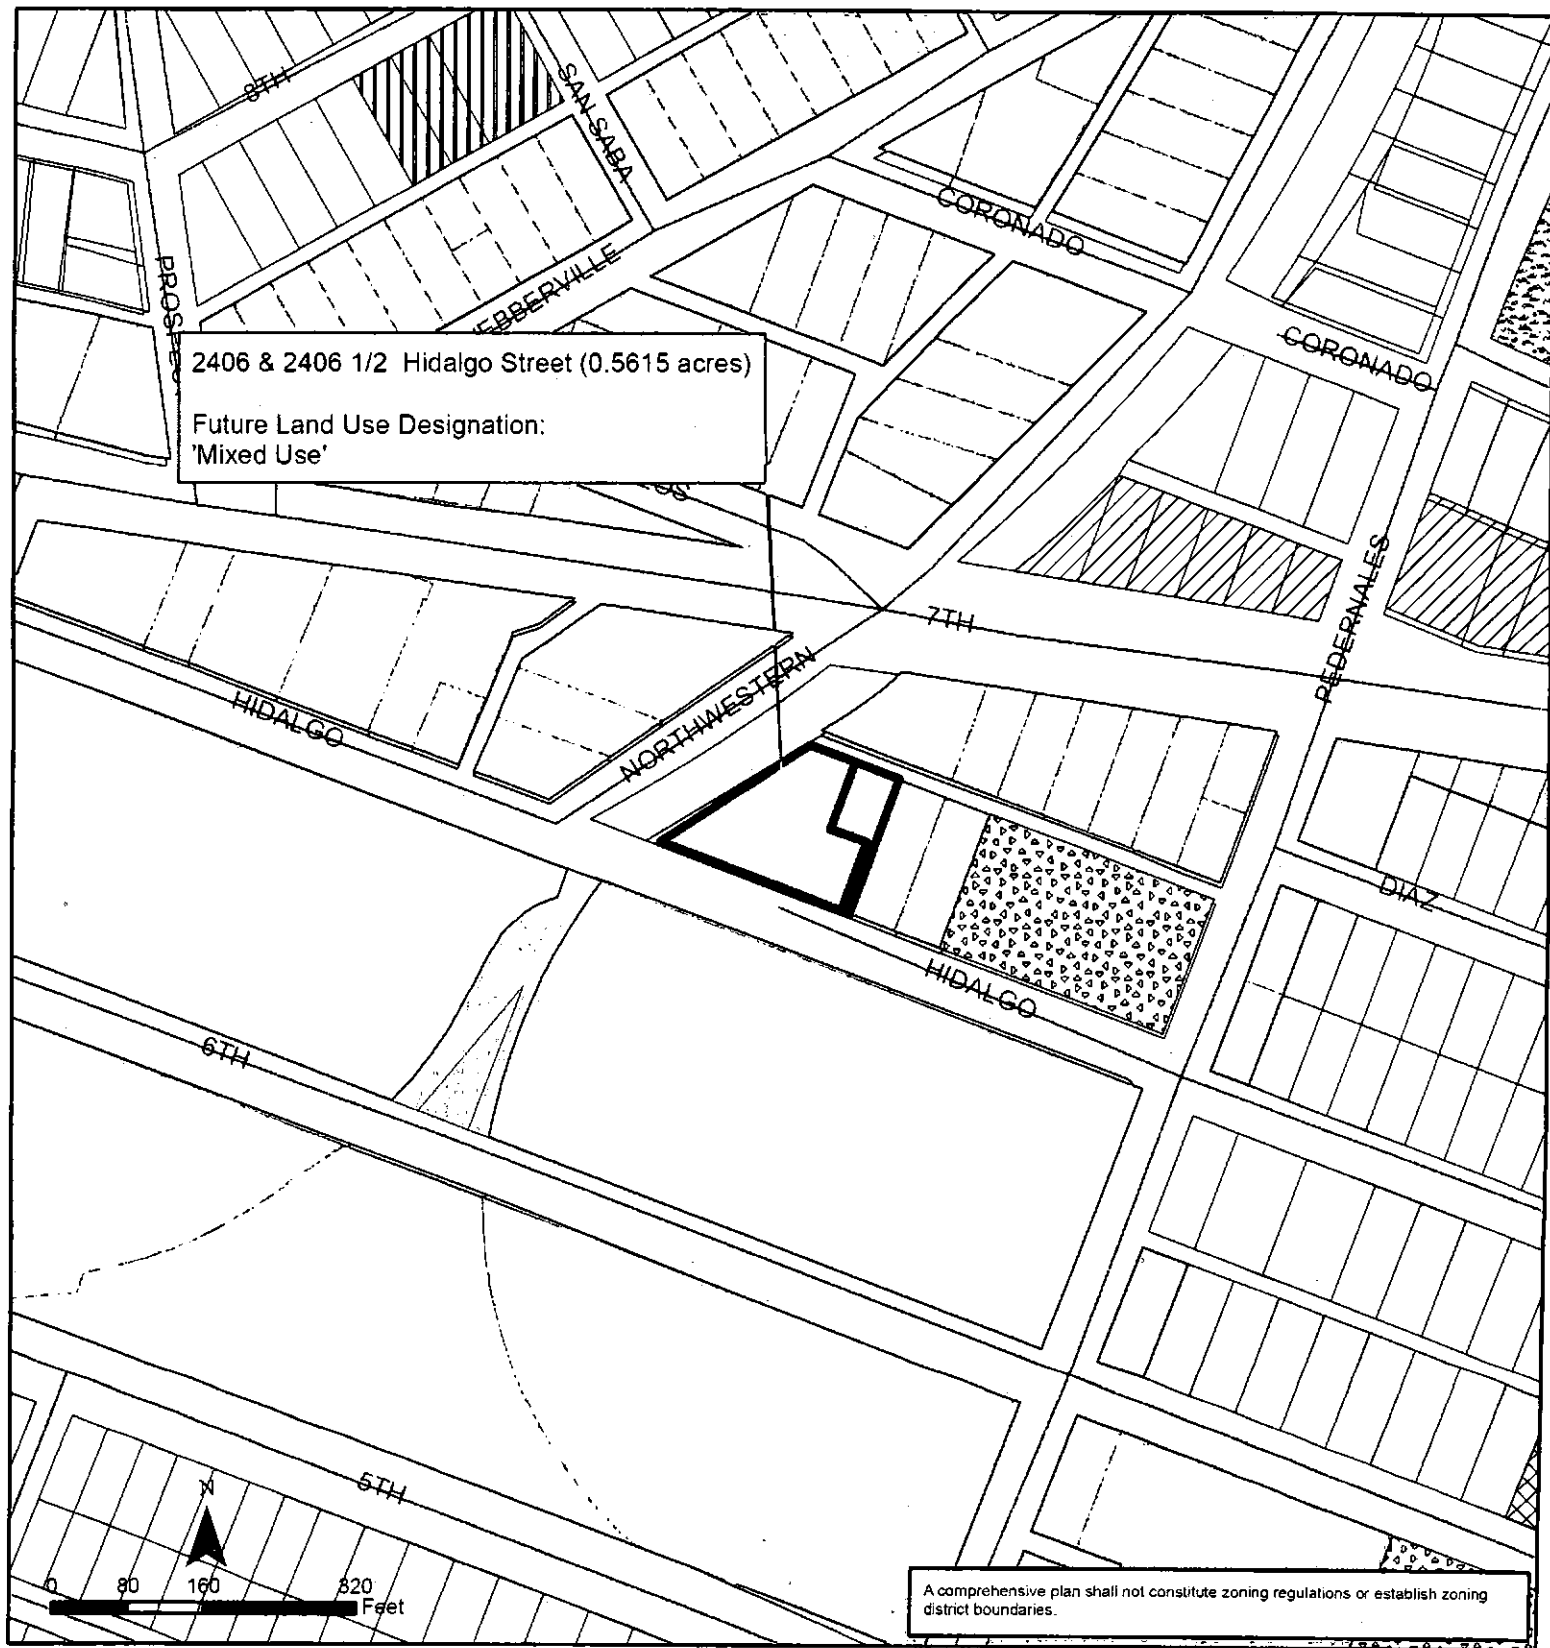 8TH
SAN SABA
CORONADO
CORONADO
2406 & 2406 1/2 Hidalgo Street (0.5615 acres)
Future Land Use Designation:
'Mixed Use'
7TH
PEDERNALES
HIDALGO
NORTHWESTERN
DIAZ
HIDALGO
6TH
5TH
N
0 80 160 320
Feet
A comprehensive plan shall not constitute zoning regulations or establish zoning
district boundaries.